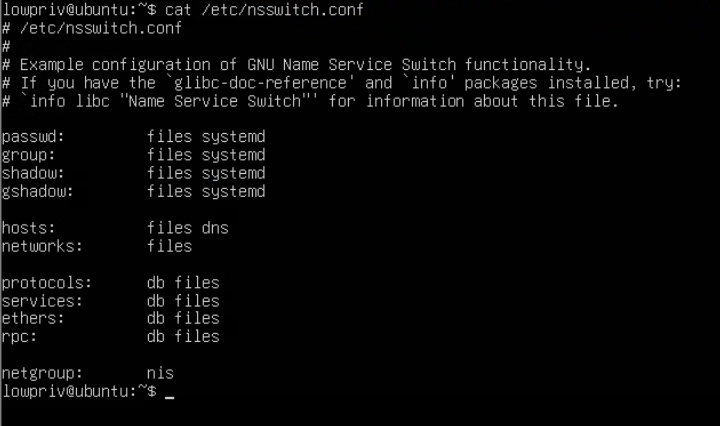 lowpriv@ubuntu:~$ cat /etc/nsswitch.conf
# /etc/nsswitch.conf
#
# Example configuration of GNU Name Service Switch functionality.
# If you have the `glibc-doc-reference' and `info' packages installed, try:
# `info libc "Name Service Switch"' for information about this file.

passwd:         files systemd
group:          files systemd
shadow:         files systemd
gshadow:        files systemd

hosts:          files dns
networks:       files

protocols:      db files
services:       db files
ethers:         db files
rpc:            db files

netgroup:       nis
lowpriv@ubuntu:~$ _